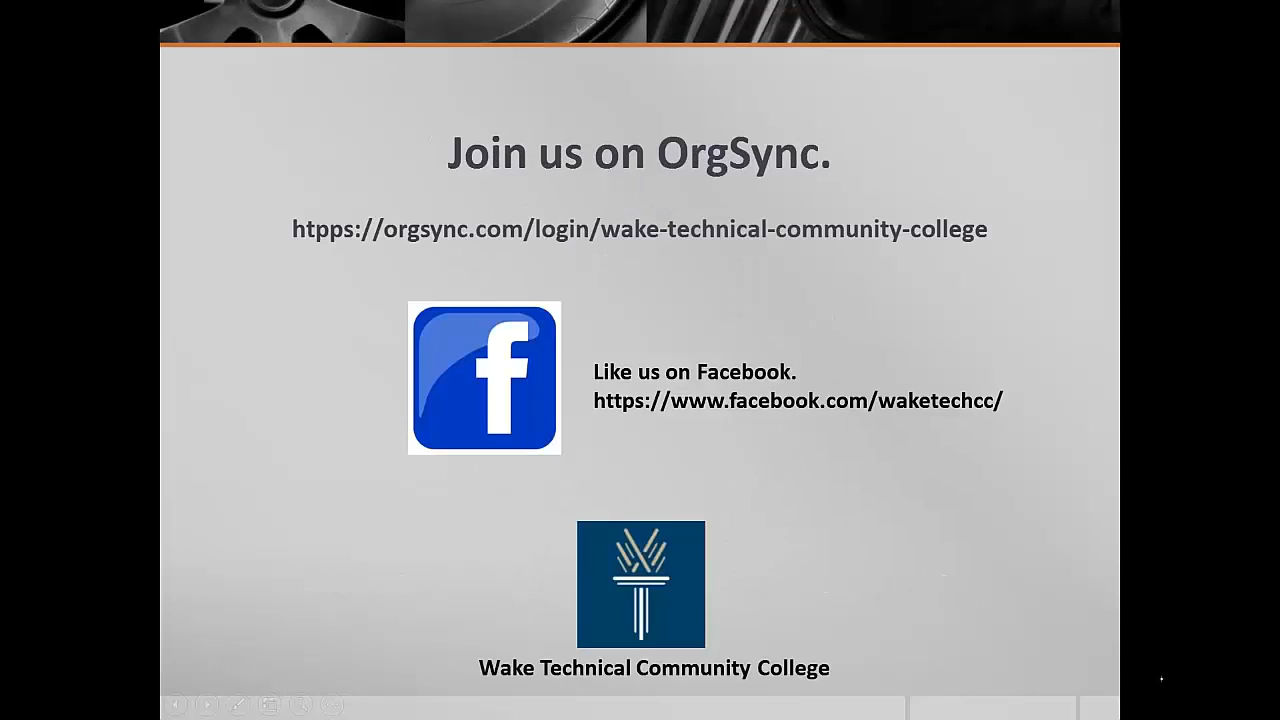 Join us on OrgSync.
htpps://orgsync.com/login/wake-technical-community-college
Like us on Facebook.
https://www.facebook.com/waketechcc/
Wake Technical Community College